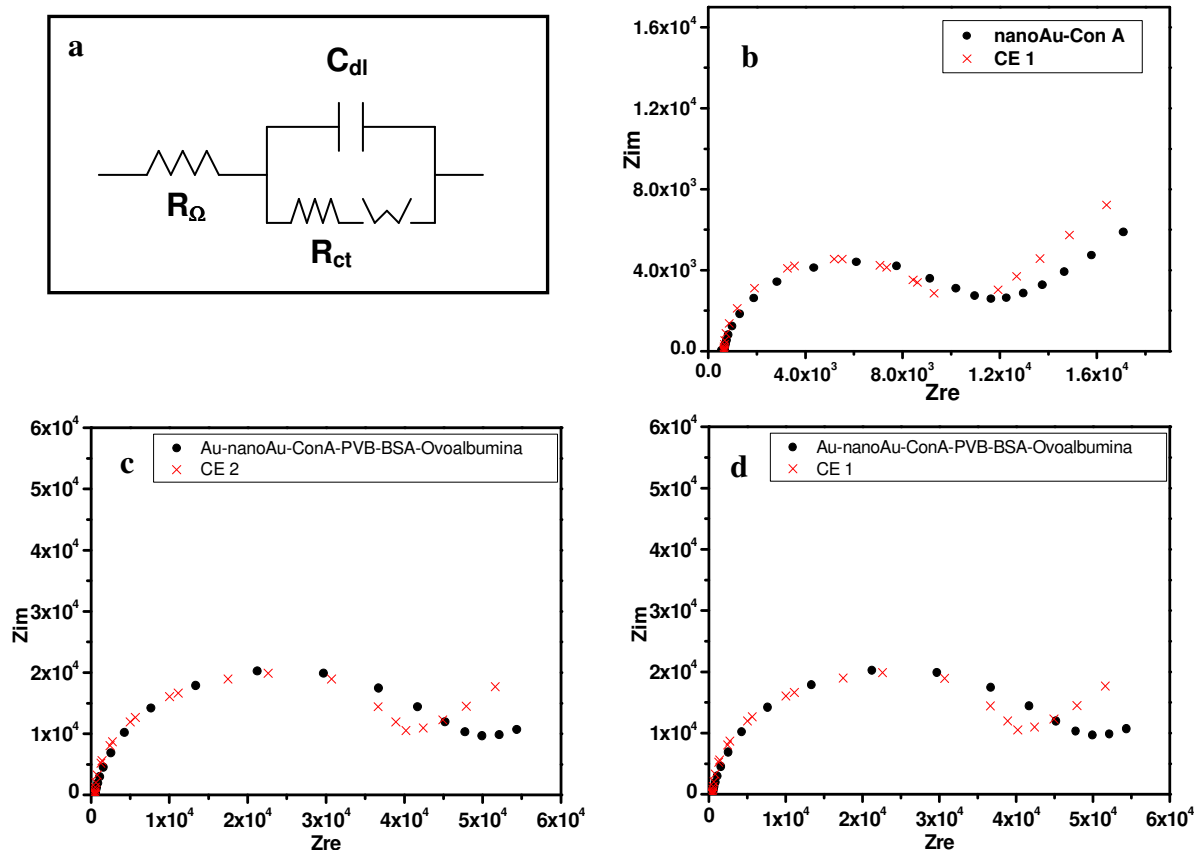 a
C_dl
R_Ω
R_ct
b
nanoAu-Con A
CE 1
1.6x10^4
1.2x10^4
8.0x10^3
4.0x10^3
0.0
Zim
0.0 4.0x10^3 8.0x10^3 1.2x10^4 1.6x10^4
Zre
c
Au-nanoAu-ConA-PVB-BSA-Ovoalbumina
CE 2
6x10^4
5x10^4
4x10^4
3x10^4
2x10^4
1x10^4
0
Zim
0 1x10^4 2x10^4 3x10^4 4x10^4 5x10^4 6x10^4
Zre
d
Au-nanoAu-ConA-PVB-BSA-Ovoalbumina
CE 1
6x10^4
5x10^4
4x10^4
3x10^4
2x10^4
1x10^4
0
Zim
0 1x10^4 2x10^4 3x10^4 4x10^4 5x10^4 6x10^4
Zre